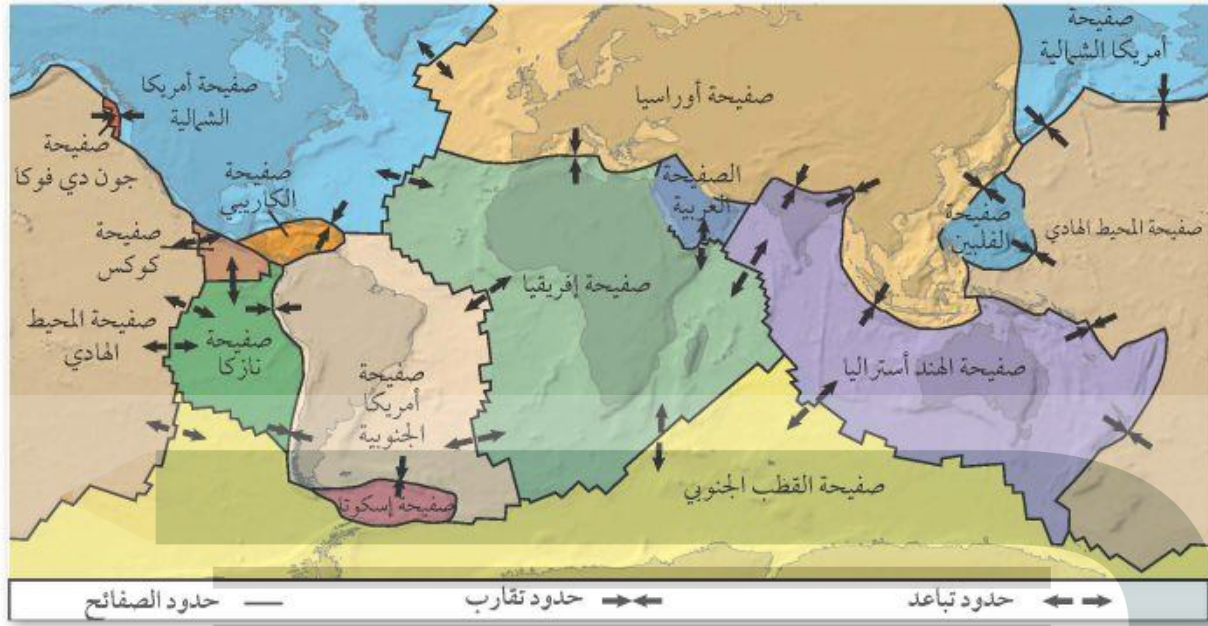 صفيحة
أمريكا الشمالية
صفيحة أوراسيا
صفيحة أمريكا
الشمالية
صفيحة
جون دي فوكا
صفيحة
الكاريبي
الصفيحة
العربية
صفيحة
الفلبين
صفيحة المحيط الهادي
صفيحة
كوكس
صفيحة إفريقيا
صفيحة المحيط
الهادي
صفيحة
نازكا
صفيحة
أمريكا
الجنوبية
صفيحة الهند أستراليا
صفيحة القطب الجنوبي
صفيحة إسكوتا
حدود تباعد
حدود تقارب
حدود الصفائح